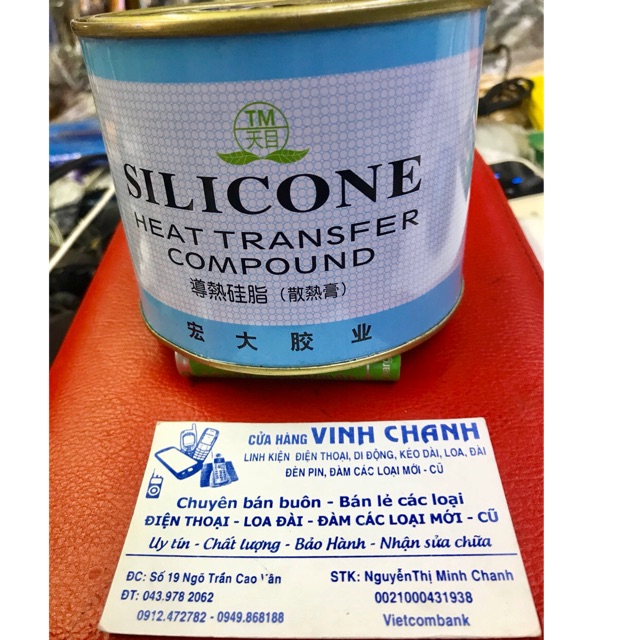 TM
天目
SILICONE
HEAT TRANSFER
COMPOUND
導熱硅脂（散熱膏）
宏大胶业
CỬA HÀNG VINH CHANH
LINH KIỆN ĐIỆN THOẠI, DI ĐỘNG, KÉO DÀI, LOA, ĐÀI
ĐÈN PIN, ĐÀM CÁC LOẠI MỚI - CŨ
Chuyên bán buôn - Bán lẻ các loại
ĐIỆN THOẠI - LOA ĐÀI - ĐÀM CÁC LOẠI MỚI - CŨ
Uy tín - Chất lượng - Bảo Hành - Nhận sửa chữa
ĐC: Số 19 Ngõ Trần Cao Vân
STK: NguyễnThị Minh Chanh
ĐT: 043.978 2062
0021000431938
0912.472782 - 0949.868188
Vietcombank